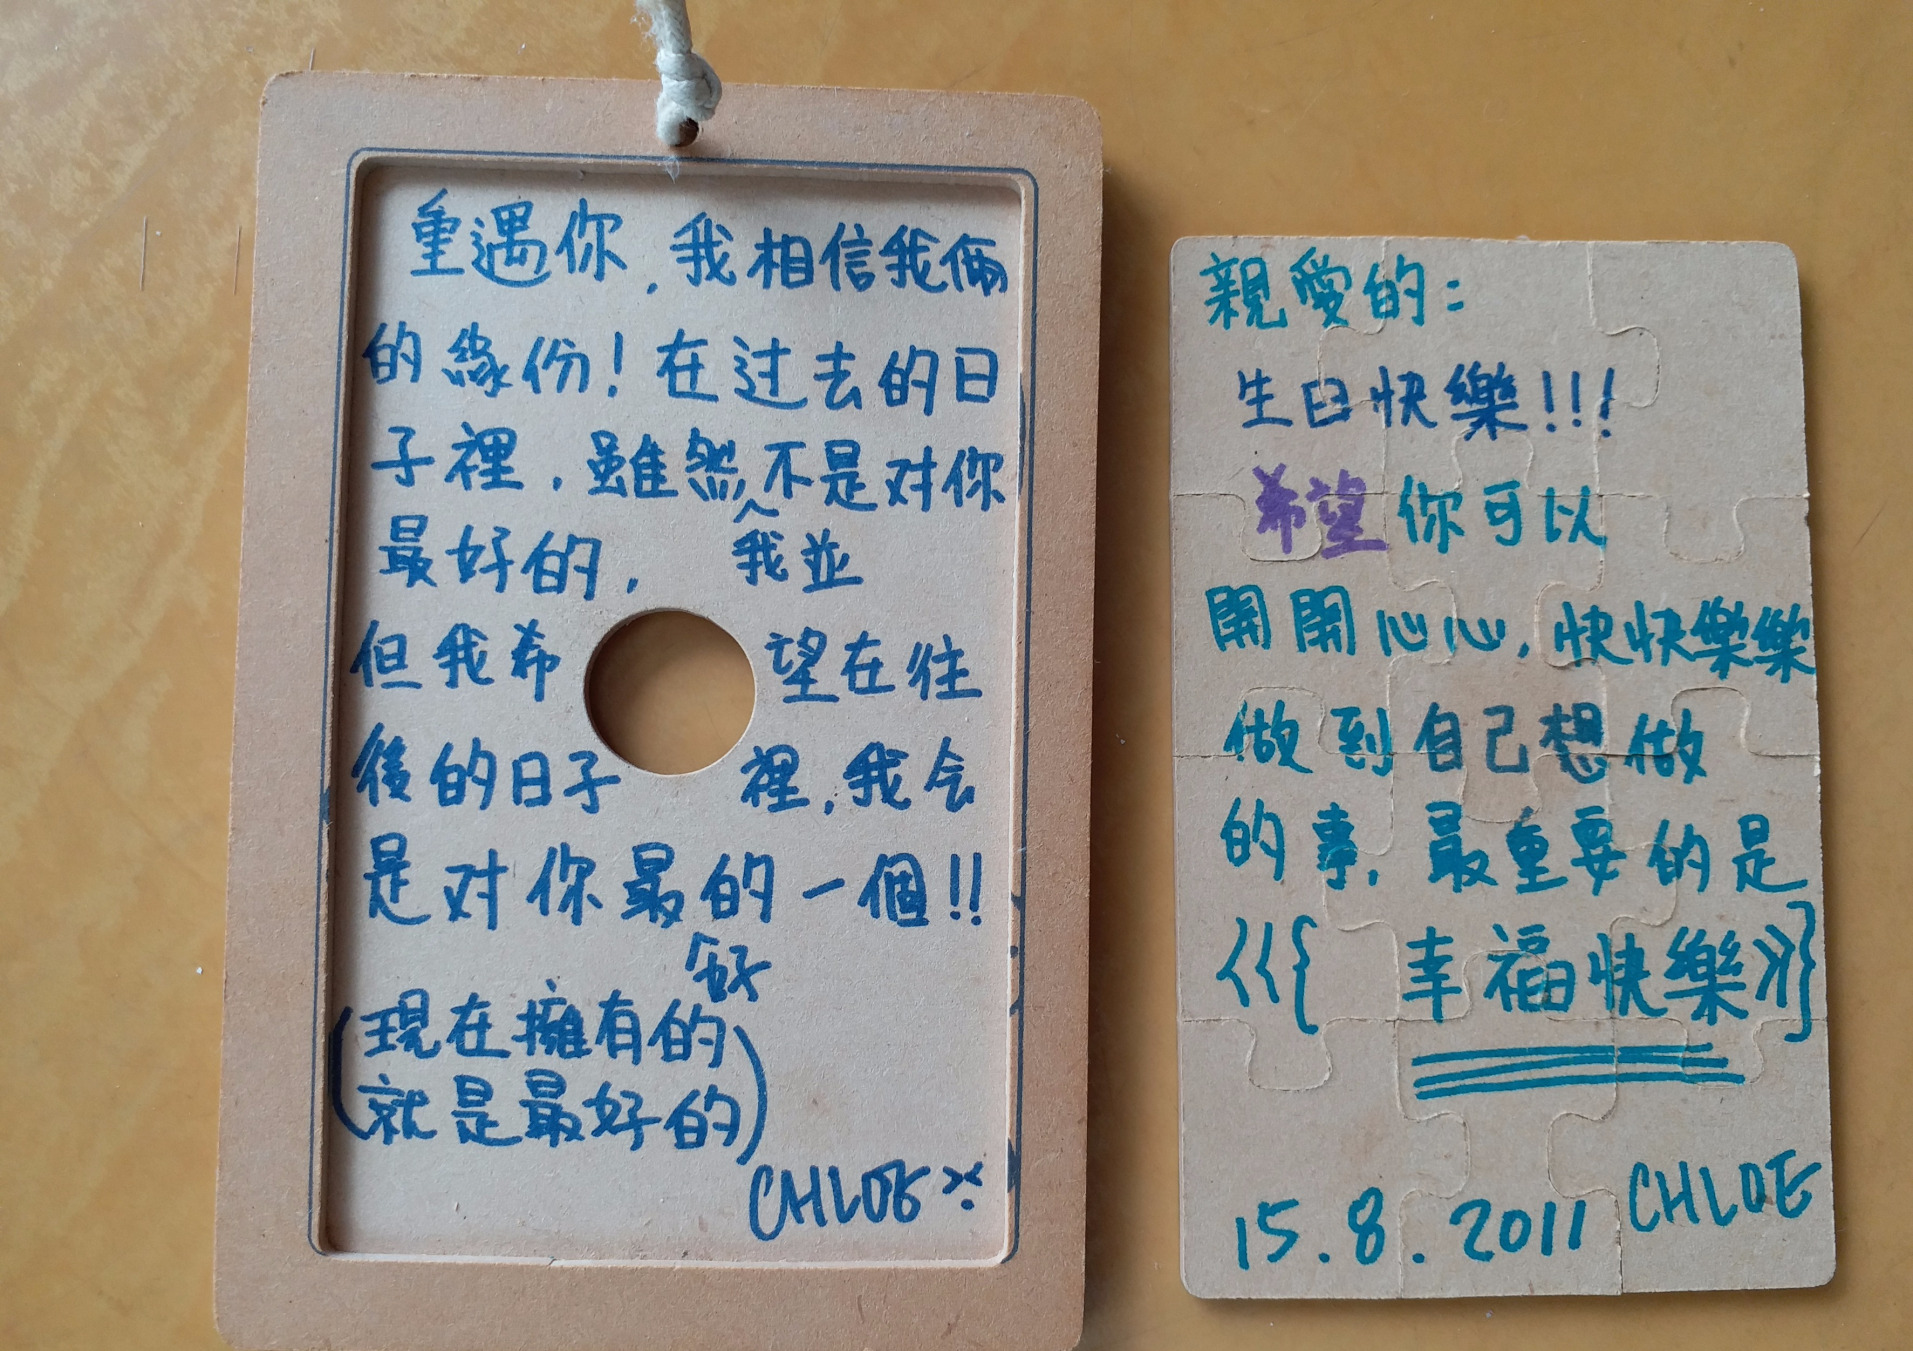 重遇你，我相信我倆
的緣份！在过去的日
子裡，雖然不是对你
最好的，
^我並
但我希望在往
後的日子裡，我会
是对你最的一個!!
「好
(現在擁有的
就是最好的)
CHLOE
親愛的：
生日快樂!!!
希望你可以
開開心心，快快樂樂
做到自己想做
的事，最重要的是
《{幸福快樂》}
15.8.2011 CHLOE